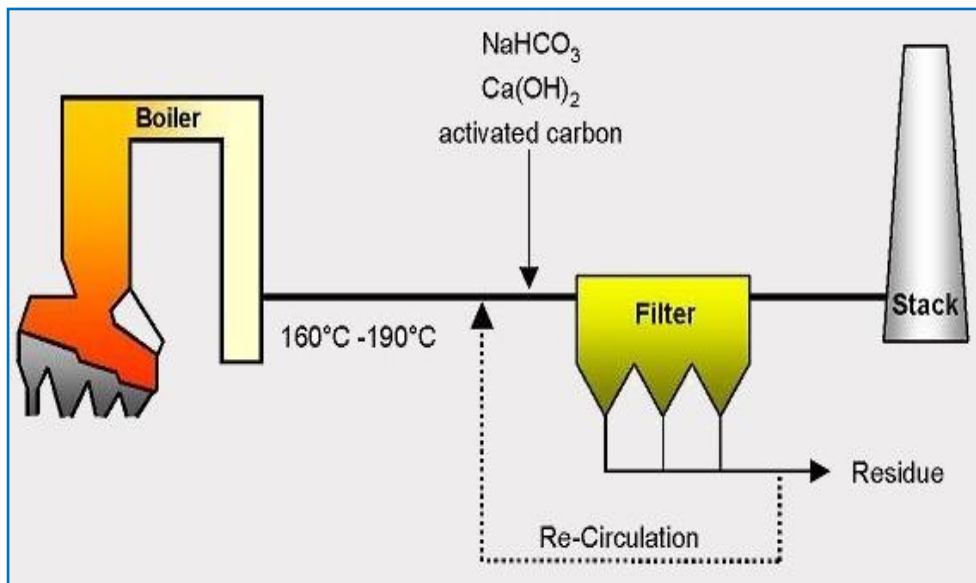 NaHCO₃
Ca(OH)₂
activated carbon
Boiler
160°C -190°C
Filter
Stack
Residue
Re-Circulation